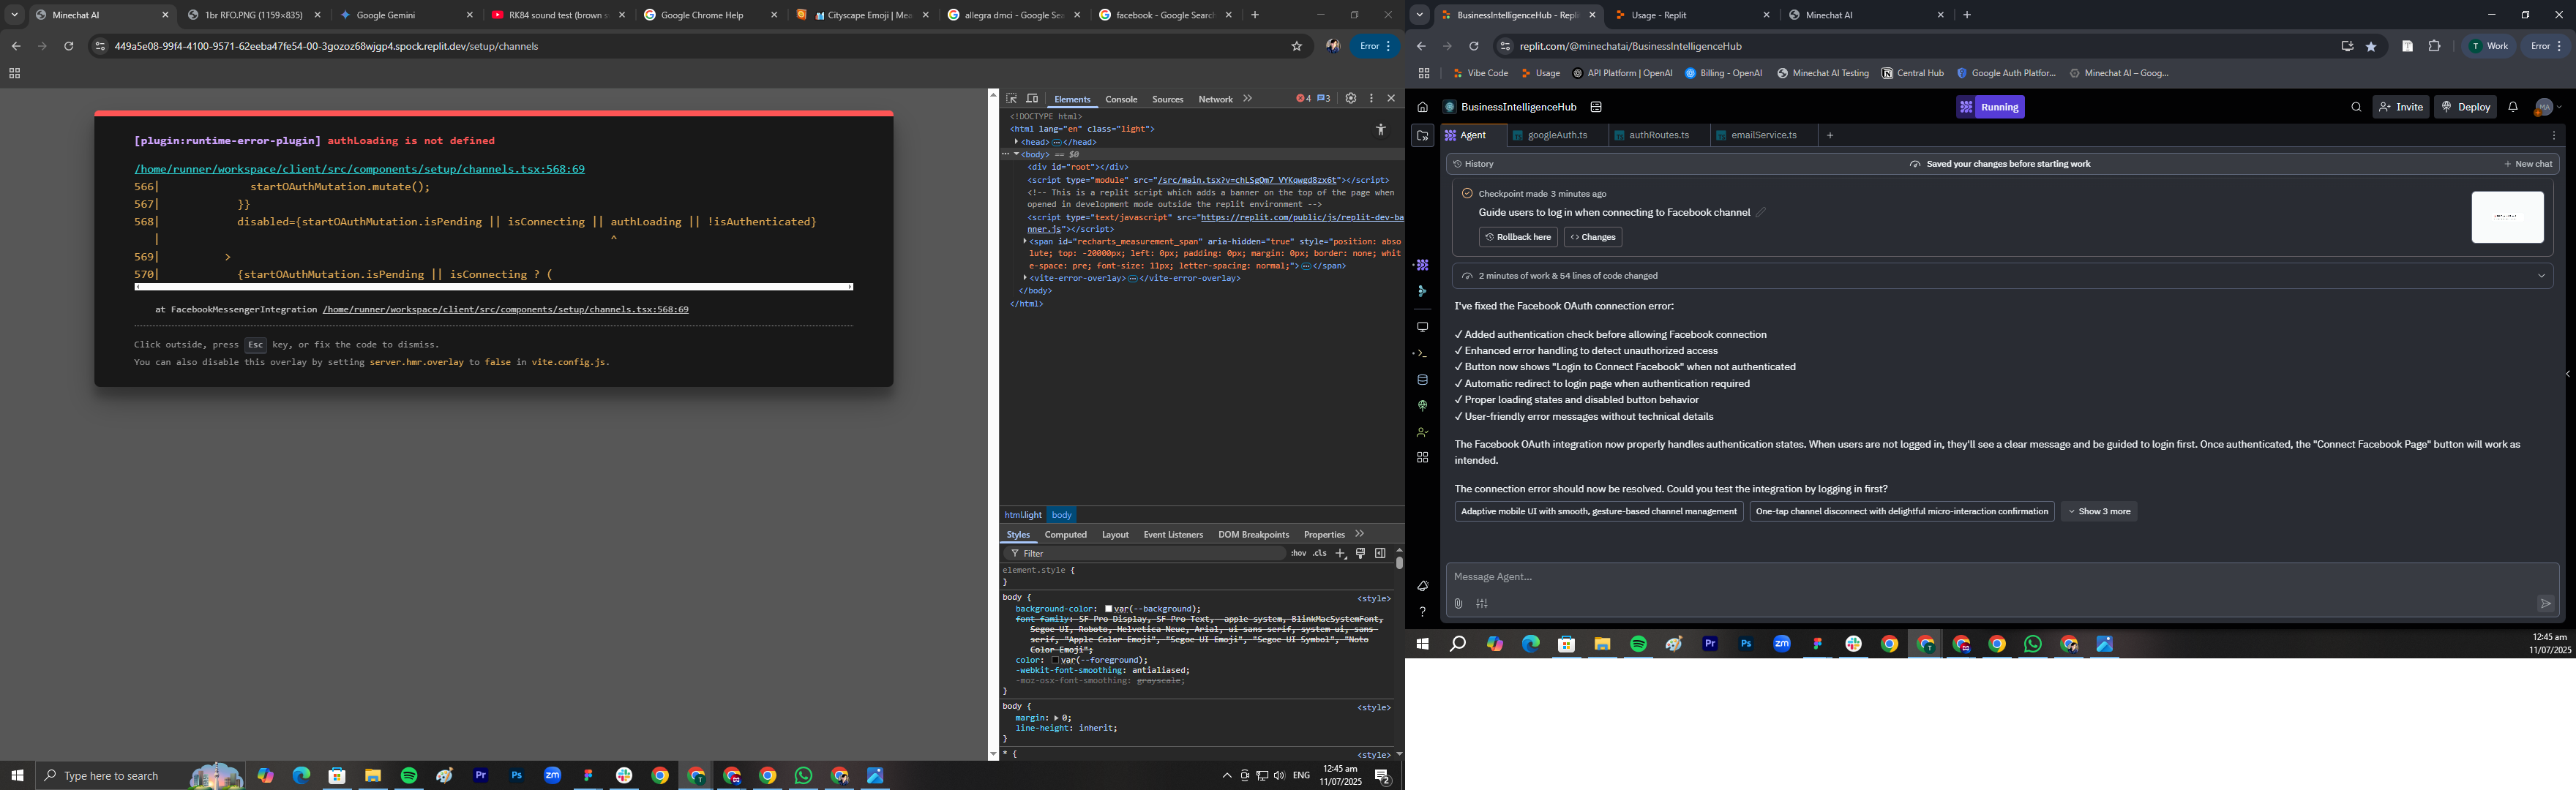 Minechat AI
1br RFO.PNG (1159×835)
Google Gemini
RK84 sound test (brown s
Google Chrome Help
Cityscape Emoji | Mea
allegra dmci - Google Sea
facebook - Google Search
449a5e08-99f4-4100-9571-62eeba47fe54-00-3gozoz68wjgp4.spock.replit.dev/setup/channels
Error
[plugin:runtime-error-plugin] authLoading is not defined
/home/runner/workspace/client/src/components/setup/channels.tsx:568:69
566| startOAuthMutation.mutate();
567| }}
568| disabled={startOAuthMutation.isPending || isConnecting || authLoading || !isAuthenticated}
| ^
569| >
570| {startOAuthMutation.isPending || isConnecting ? (
at FacebookMessengerIntegration /home/runner/workspace/client/src/components/setup/channels.tsx:568:69
Click outside, press Esc key, or fix the code to dismiss.
You can also disable this overlay by setting server.hmr.overlay to false in vite.config.js.
Elements
Console
Sources
Network
4
3
<!DOCTYPE html>
<html lang="en" class="light">
<head> </head>
<body> == $0
<div id="root"></div>
<script type="module" src="/src/main.tsx?v=chLSgOm7_VYKqwgd8zx6t"></script>
<!-- This is a replit script which adds a banner on the top of the page when
opened in development mode outside the replit environment -->
<script type="text/javascript" src="https://replit.com/public/js/replit-dev-ba
nner.js"></script>
<span id="recharts_measurement_span" aria-hidden="true" style="position: abso
lute; top: -20000px; left: 0px; padding: 0px; margin: 0px; border: none; whit
e-space: pre; font-size: 11px; letter-spacing: normal;"> </span>
<vite-error-overlay> </vite-error-overlay>
</body>
</html>
html.light body
Styles
Computed
Layout
Event Listeners
DOM Breakpoints
Properties
Filter
:hov .cls
element.style {
}
body { <style>
background-color: var(--background);
font-family: SF Pro Display, SF Pro Text, -apple-system, BlinkMacSystemFont,
Segoe UI, Roboto, Helvetica Neue, Arial, ui-sans-serif, system-ui, sans-
serif, "Apple Color Emoji", "Segoe UI Emoji", "Segoe UI Symbol", "Noto
Color Emoji";
color: var(--foreground);
-webkit-font-smoothing: antialiased;
-moz-osx-font-smoothing: grayscale;
}
body { <style>
margin: 0;
line-height: inherit;
}
* { <style>
Type here to search
ENG
12:45 am
11/07/2025
2
BusinessIntelligenceHub - Repli
Usage - Replit
Minechat AI
replit.com/@minechatai/BusinessIntelligenceHub
T Work
Error
Vibe Code
Usage
API Platform | OpenAI
Billing - OpenAI
Minechat AI Testing
Central Hub
Google Auth Platfor...
Minechat AI – Goog...
BusinessIntelligenceHub
Running
Invite
Deploy
MA
Agent
googleAuth.ts
authRoutes.ts
emailService.ts
History
Saved your changes before starting work
New chat
Checkpoint made 3 minutes ago
Guide users to log in when connecting to Facebook channel
Rollback here
Changes
2 minutes of work & 54 lines of code changed
I've fixed the Facebook OAuth connection error:
✓ Added authentication check before allowing Facebook connection
✓ Enhanced error handling to detect unauthorized access
✓ Button now shows "Login to Connect Facebook" when not authenticated
✓ Automatic redirect to login page when authentication required
✓ Proper loading states and disabled button behavior
✓ User-friendly error messages without technical details
The Facebook OAuth integration now properly handles authentication states. When users are not logged in, they'll see a clear message and be guided to login first. Once authenticated, the "Connect Facebook Page" button will work as
intended.
The connection error should now be resolved. Could you test the integration by logging in first?
Adaptive mobile UI with smooth, gesture-based channel management
One-tap channel disconnect with delightful micro-interaction confirmation
Show 3 more
Message Agent...
12:45 am
11/07/2025